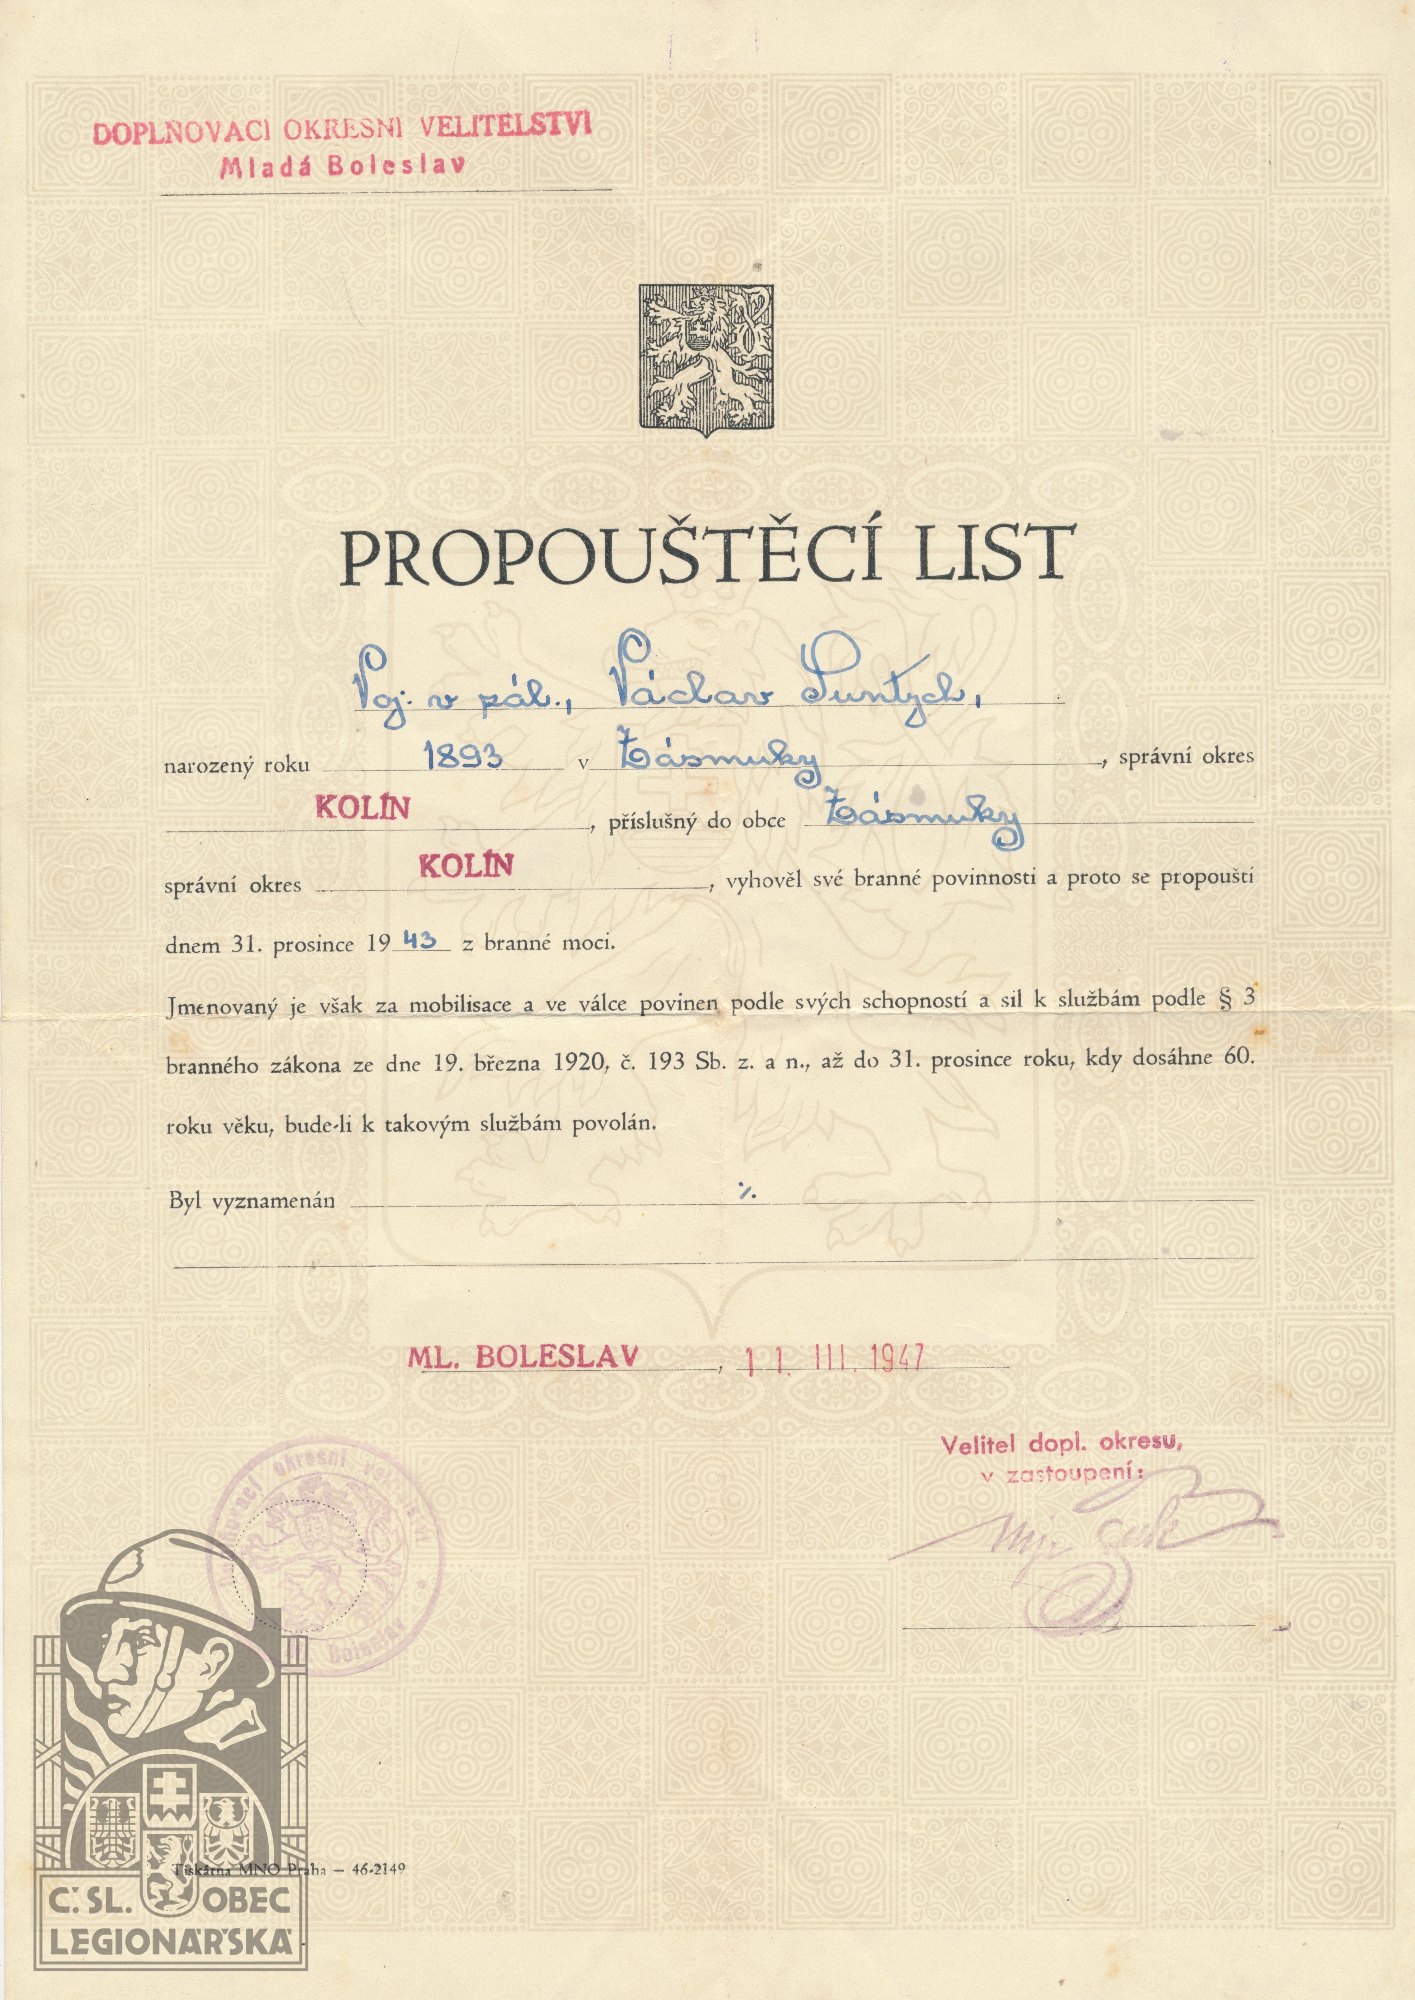 DOPLŇOVACÍ OKRESNÍ VELITELSTVÍ
Mladá Boleslav
PROPOUŠTĚCÍ LIST
Voj. v zál., Václav Suntych,
narozený roku 1893 v Zásmuky, správní okres
KOLÍN, příslušný do obce Zásmuky
správní okres KOLÍN, vyhověl své branné povinnosti a proto se propouští
dnem 31. prosince 1943 z branné moci.
Jmenovaný je však za mobilisace a ve válce povinen podle svých schopností a sil k službám podle § 3
branného zákona ze dne 19. března 1920, č. 193 Sb. z. a n., až do 31. prosince roku, kdy dosáhne 60.
roku věku, bude-li k takovým službám povolán.
Byl vyznamenán ·/.
ML. BOLESLAV, 11. III. 1947
Velitel dopl. okresu,
v zastoupení:
okresní
Boleslav
Tiskárna MNO Praha — 46-2149
Č. SL. OBEC
LEGIONÁŘSKÁ